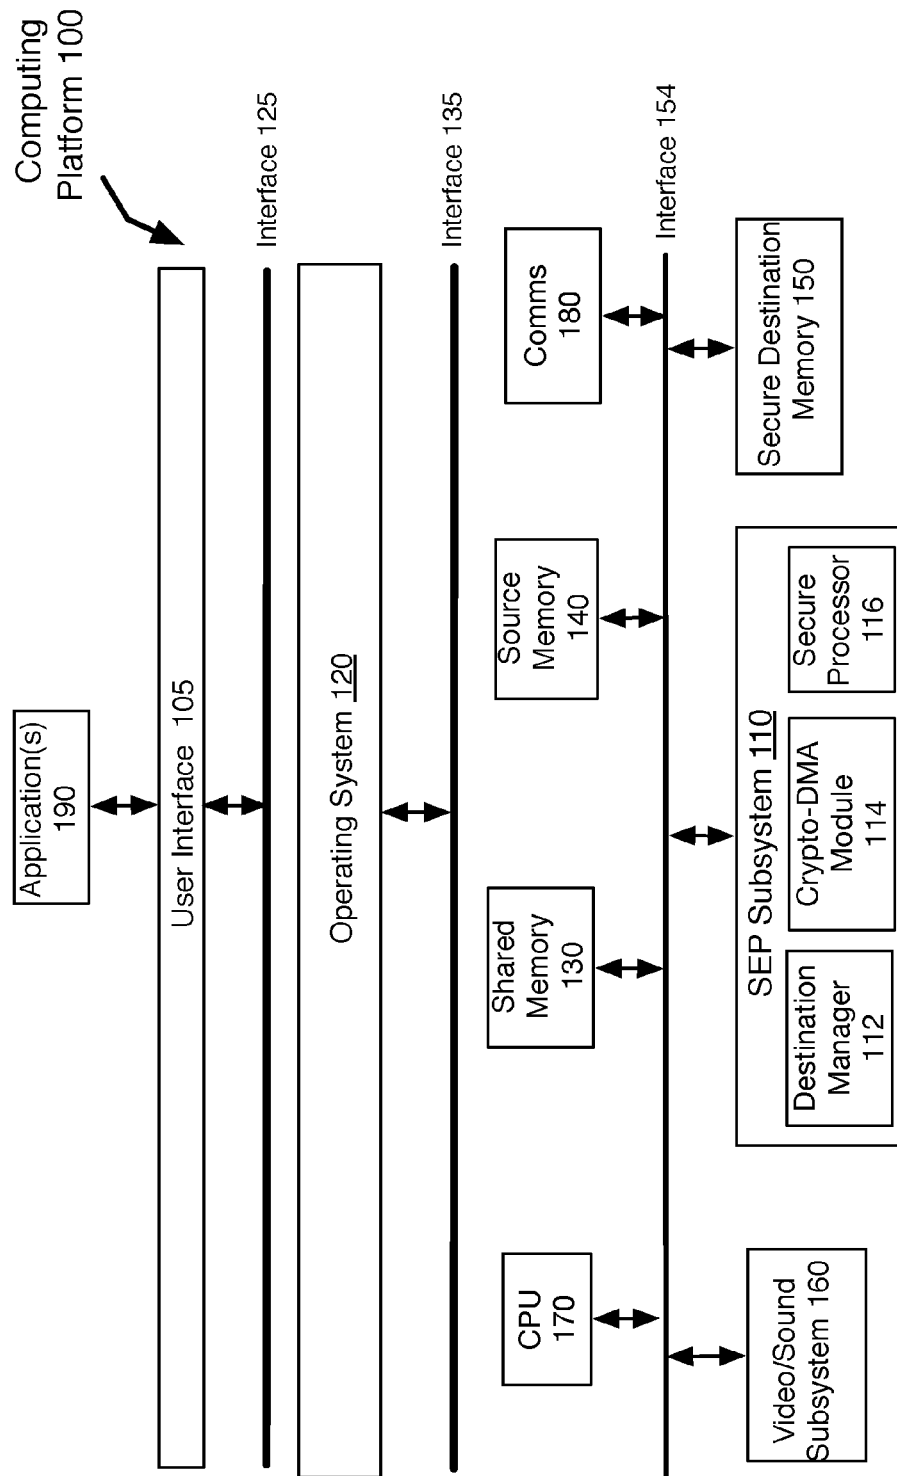 Computing
Platform 100
Application(s)
190
User Interface 105
Interface 125
Operating System 120
Interface 135
CPU
170
Shared
Memory
130
Source
Memory
140
Comms
180
Interface 154
Video/Sound
Subsystem 160
SEP Subsystem 110
Destination
Manager
112
Crypto-DMA
Module
114
Secure
Processor
116
Secure Destination
Memory 150